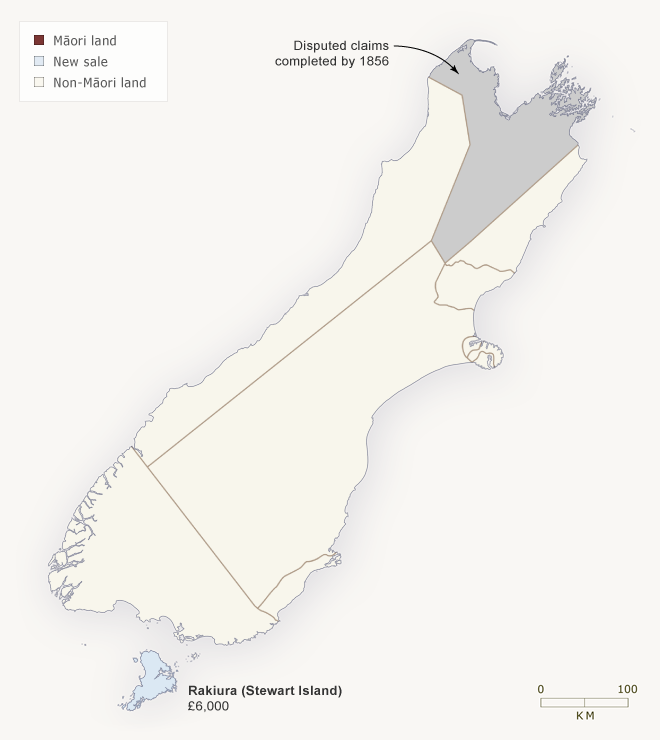 Māori land
New sale
Non-Māori land
Disputed claims
completed by 1856
Rakiura (Stewart Island)
£6,000
0 100
KM